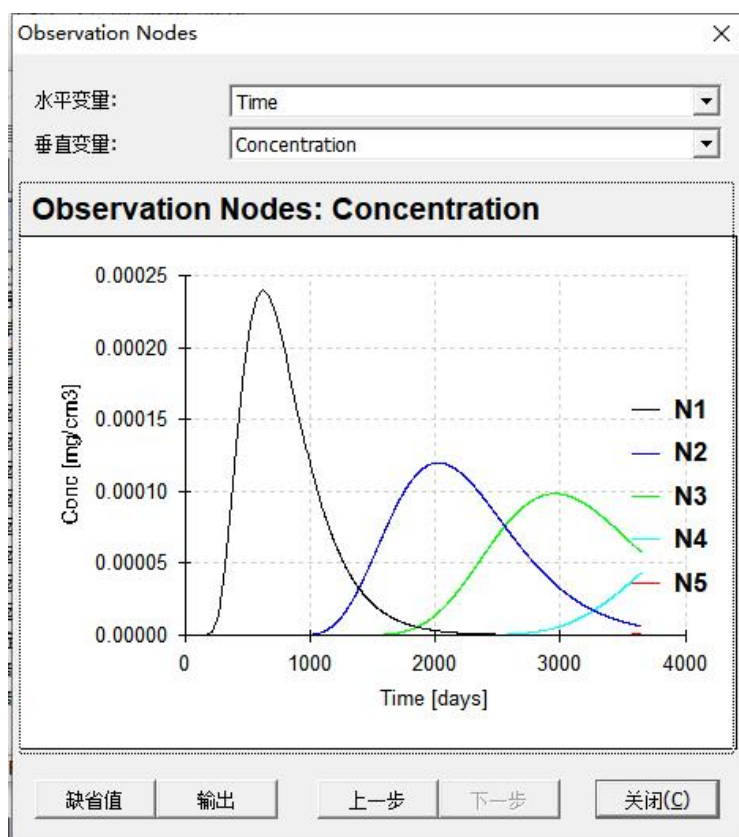 Observation Nodes
水平变量: Time
垂直变量: Concentration
Observation Nodes: Concentration
0.00025
0.00020
0.00015
0.00010
0.00005
0.00000
Conc [mg/cm3]
N1
N2
N3
N4
N5
0 1000 2000 3000 4000
Time [days]
缺省值 输出 上一步 下一步 关闭(C)